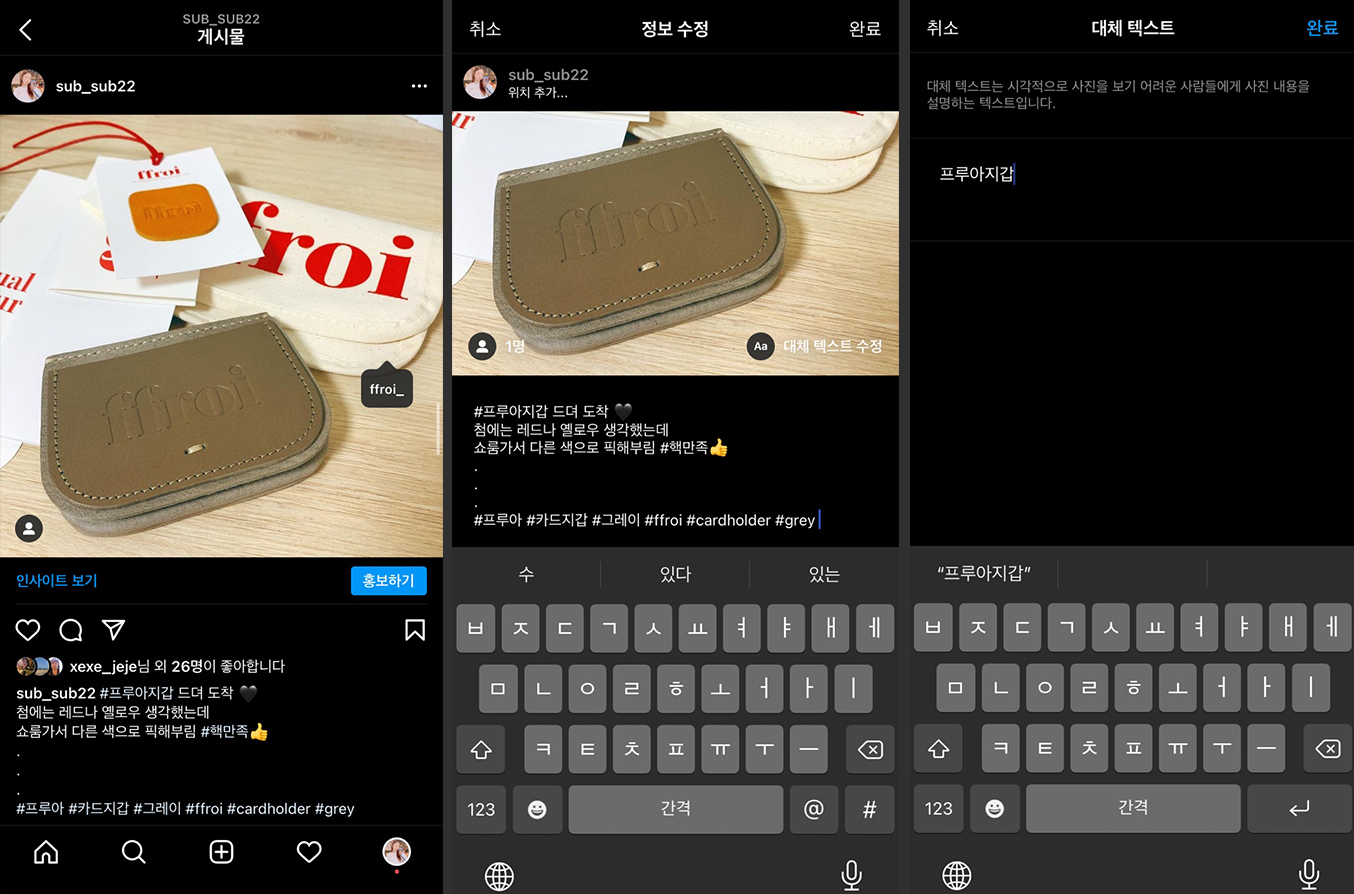 SUB_SUB22
게시물
sub_sub22
ffroi
ffroi
ffroi
ual
ur
ffroi
ffroi_
인사이트 보기
홍보하기
xexe_jeje님 외 26명이 좋아합니다
sub_sub22 #프루아지갑 드뎌 도착 🖤
첨에는 레드나 옐로우 생각했는데
쇼룸가서 다른 색으로 픽해부림 #핵만족👍
.
.
.
#프루아 #카드지갑 #그레이 #ffroi #cardholder #grey
취소
정보 수정
완료
sub_sub22
위치 추가...
ffroi
1명
Aa
대체 텍스트 수정
#프루아지갑 드뎌 도착 🖤
첨에는 레드나 옐로우 생각했는데
쇼룸가서 다른 색으로 픽해부림 #핵만족👍
.
.
.
#프루아 #카드지갑 #그레이 #ffroi #cardholder #grey
수 있다 있는
ㅂ ㅈ ㄷ ㄱ ㅅ ㅛ ㅕ ㅑ ㅐ ㅔ
ㅁ ㄴ ㅇ ㄹ ㅎ ㅗ ㅓ ㅏ ㅣ
ㅋ ㅌ ㅊ ㅍ ㅠ ㅜ ㅡ
123 간격 @ #
취소
대체 텍스트
완료
대체 텍스트는 시각적으로 사진을 보기 어려운 사람들에게 사진 내용을
설명하는 텍스트입니다.
프루아지갑
“프루아지갑”
ㅂ ㅈ ㄷ ㄱ ㅅ ㅛ ㅕ ㅑ ㅐ ㅔ
ㅁ ㄴ ㅇ ㄹ ㅎ ㅗ ㅓ ㅏ ㅣ
ㅋ ㅌ ㅊ ㅍ ㅠ ㅜ ㅡ
123 간격